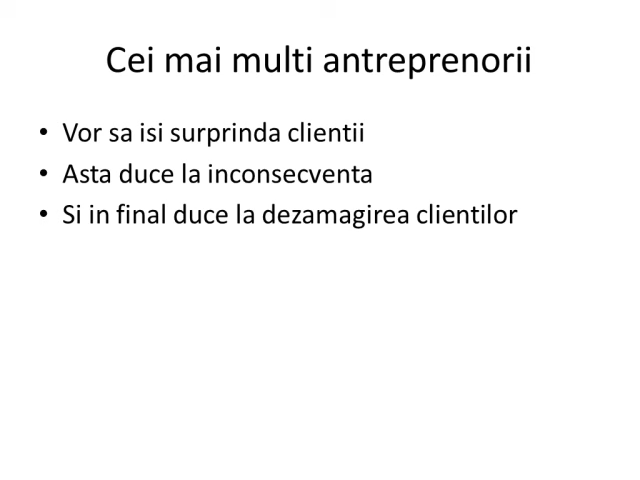 Cei mai multi antreprenorii
• Vor sa isi surprinda clientii
• Asta duce la inconsecventa
• Si in final duce la dezamagirea clientilor